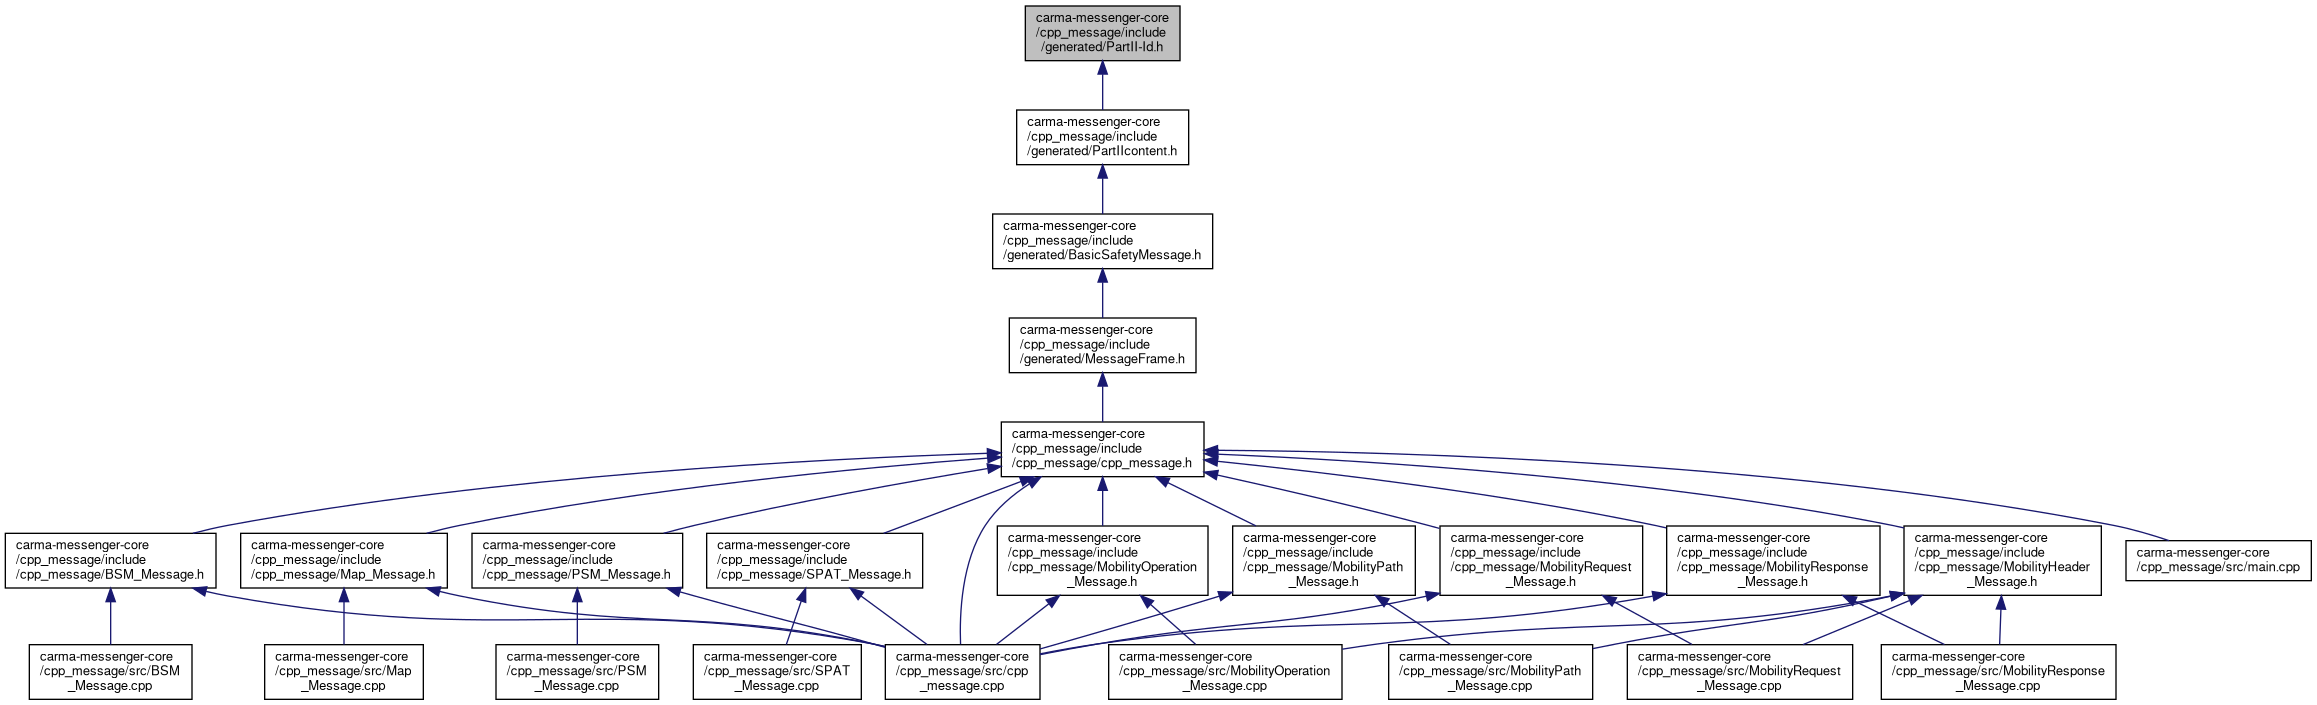 carma-messenger-core
/cpp_message/include
/generated/PartII-Id.h
carma-messenger-core
/cpp_message/include
/generated/PartIIcontent.h
carma-messenger-core
/cpp_message/include
/generated/BasicSafetyMessage.h
carma-messenger-core
/cpp_message/include
/generated/MessageFrame.h
carma-messenger-core
/cpp_message/include
/cpp_message/cpp_message.h
carma-messenger-core
/cpp_message/include
/cpp_message/BSM_Message.h
carma-messenger-core
/cpp_message/include
/cpp_message/Map_Message.h
carma-messenger-core
/cpp_message/include
/cpp_message/PSM_Message.h
carma-messenger-core
/cpp_message/include
/cpp_message/SPAT_Message.h
carma-messenger-core
/cpp_message/include
/cpp_message/MobilityOperation
_Message.h
carma-messenger-core
/cpp_message/include
/cpp_message/MobilityPath
_Message.h
carma-messenger-core
/cpp_message/include
/cpp_message/MobilityRequest
_Message.h
carma-messenger-core
/cpp_message/include
/cpp_message/MobilityResponse
_Message.h
carma-messenger-core
/cpp_message/include
/cpp_message/MobilityHeader
_Message.h
carma-messenger-core
/cpp_message/src/main.cpp
carma-messenger-core
/cpp_message/src/BSM
_Message.cpp
carma-messenger-core
/cpp_message/src/Map
_Message.cpp
carma-messenger-core
/cpp_message/src/PSM
_Message.cpp
carma-messenger-core
/cpp_message/src/SPAT
_Message.cpp
carma-messenger-core
/cpp_message/src/cpp
_message.cpp
carma-messenger-core
/cpp_message/src/MobilityOperation
_Message.cpp
carma-messenger-core
/cpp_message/src/MobilityPath
_Message.cpp
carma-messenger-core
/cpp_message/src/MobilityRequest
_Message.cpp
carma-messenger-core
/cpp_message/src/MobilityResponse
_Message.cpp